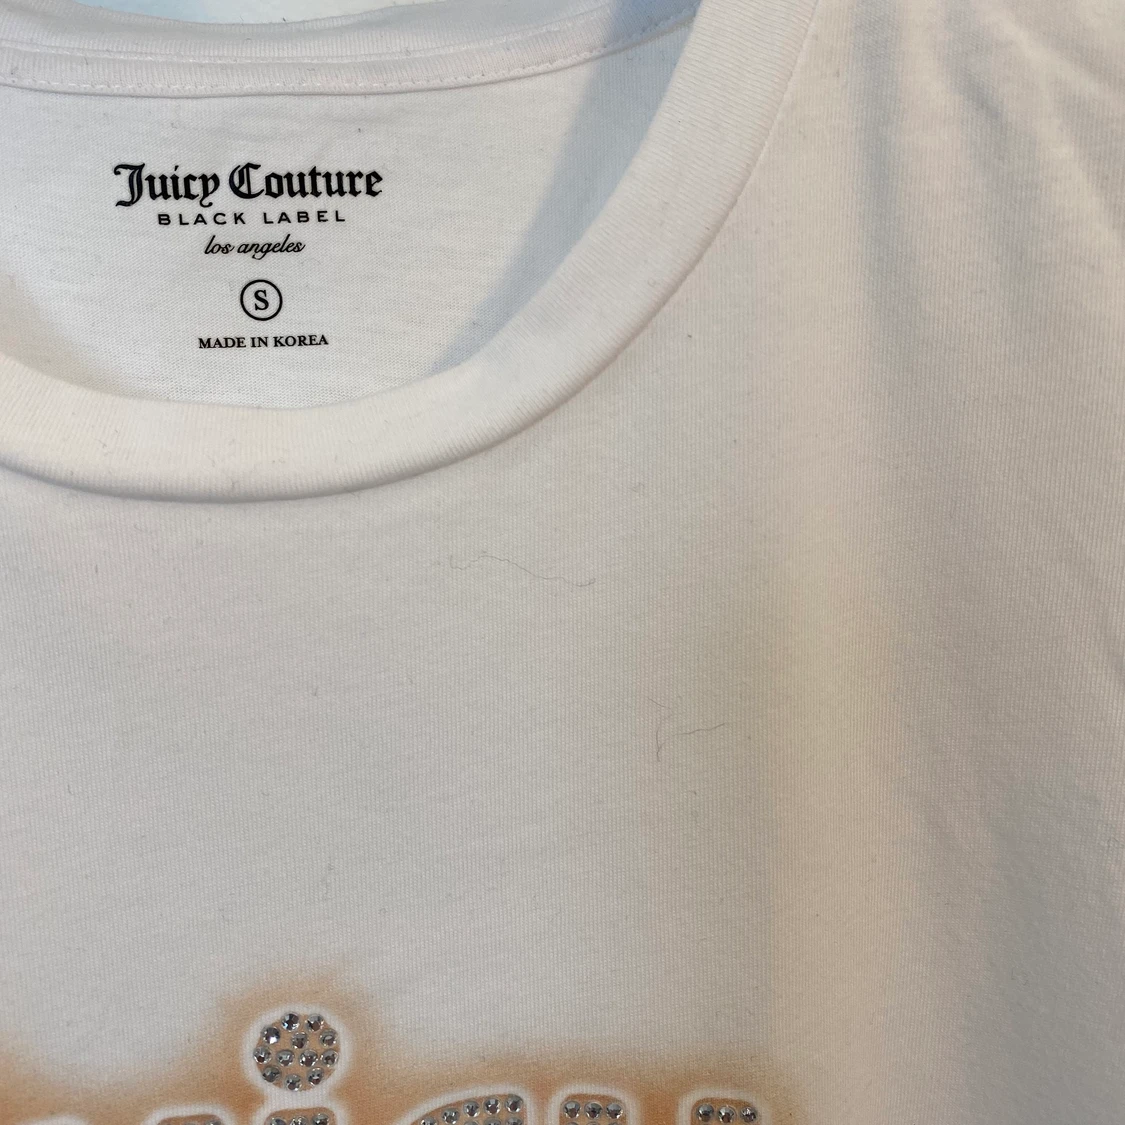 Juicy Couture
BLACK LABEL
los angeles
S
MADE IN KOREA